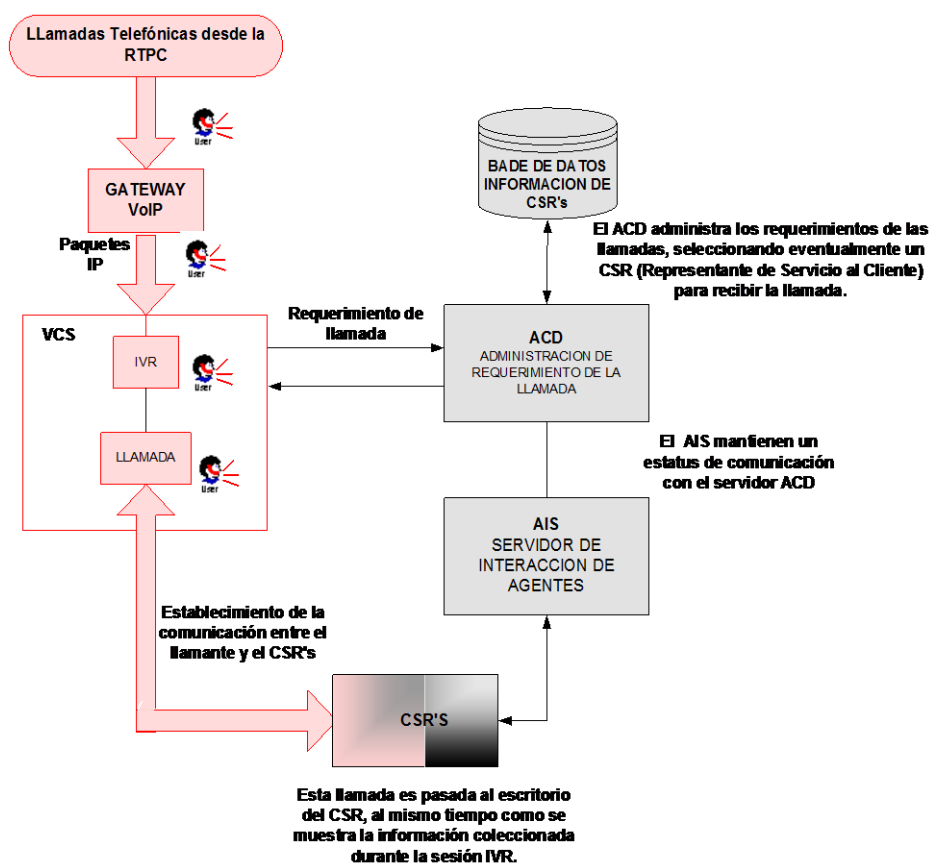 LLamadas Telefónicas desde la
RTPC
User
GATEWAY
VoIP
Paquetes
IP
User
VCS
IVR
User
LLAMADA
User
Requerimiento de
llamada
BADE DE DATOS
INFORMACION DE
CSR's
El ACD administra los requerimientos de las
llamadas, seleccionando eventualmente un
CSR (Representante de Servicio al Cliente)
para recibir la llamada.
ACD
ADMINISTRACION DE
REQUERIMIENTO DE LA
LLAMADA
El AIS mantienen un
estatus de comunicación
con el servidor ACD
AIS
SERVIDOR DE
INTERACCION DE
AGENTES
Establecimiento de la
comunicación entre el
llamante y el CSR's
CSR'S
Esta llamada es pasada al escritorio
del CSR, al mismo tiempo como se
muestra la información coleccionada
durante la sesión IVR.